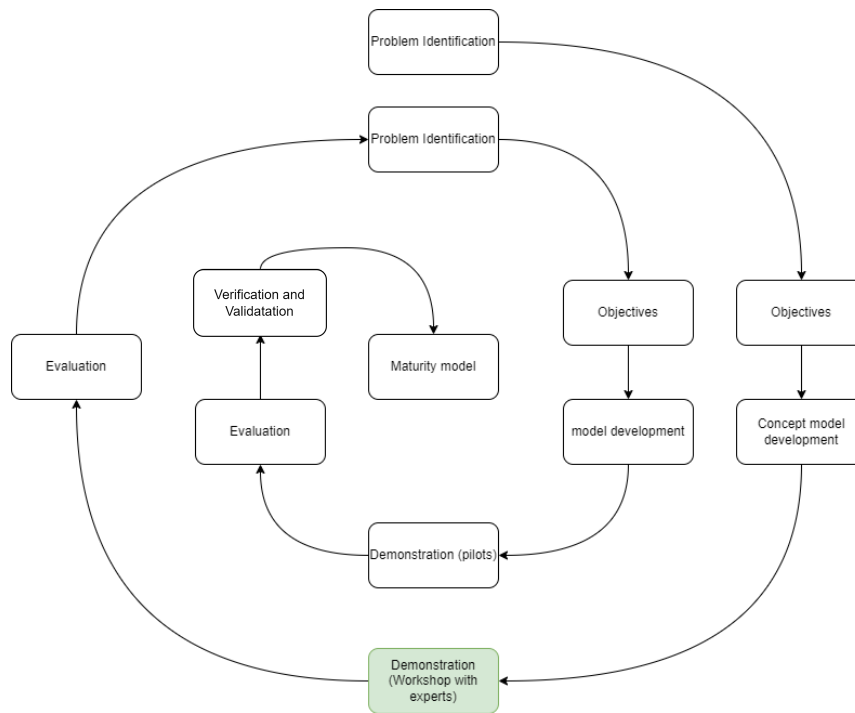 Problem Identification
Problem Identification
Verification and
Validatation
Objectives
Objectives
Evaluation
Maturity model
Evaluation
model development
Concept model
development
Demonstration (pilots)
Demonstration
(Workshop with
experts)